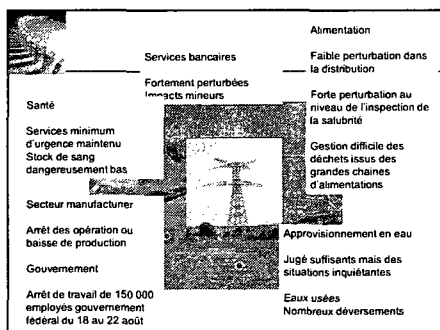 Services bancaires
Fortement perturbées
Impacts mineurs
Santé
Services minimum
d'urgence maintenu
Stock de sang
dangereusement bas
Secteur manufacturier
Arrêt des opération ou
baisse de production
Gouvernement
Arrêt de travail de 150 000
employés gouvernement
fédéral du 18 au 22 août
Alimentation
Faible perturbation dans
la distribution
Forte perturbation au
niveau de l'inspection de
la salubrité
Gestion difficile des
déchets issus des
grandes chaines
d'alimentations
Approvisionnement en eau
Jugé suffisants mais des
situations inquiétantes
Eaux usées
Nombreux déversements